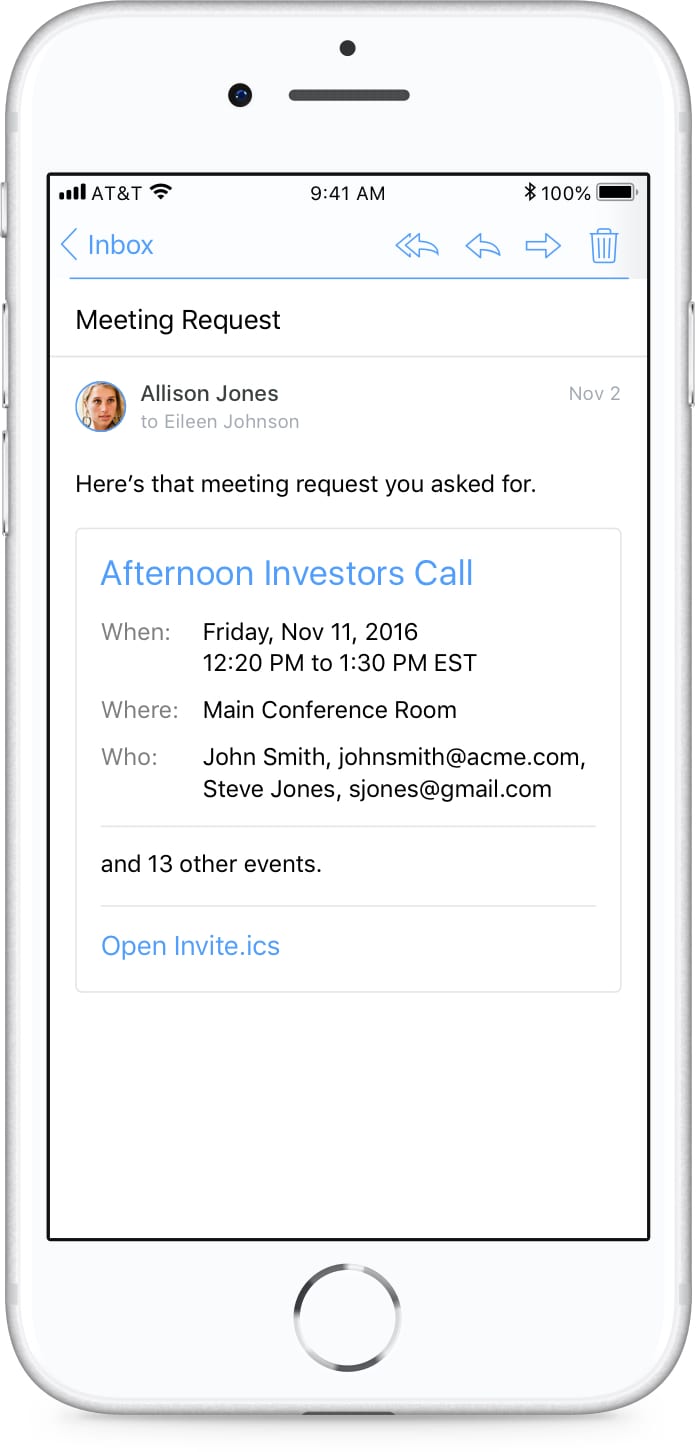 AT&T 9:41 AM 100%
Inbox
Meeting Request
Allison Jones Nov 2
to Eileen Johnson
Here’s that meeting request you asked for.
Afternoon Investors Call
When: Friday, Nov 11, 2016
12:20 PM to 1:30 PM EST
Where: Main Conference Room
Who: John Smith, johnsmith@acme.com,
Steve Jones, sjones@gmail.com
and 13 other events.
Open Invite.ics